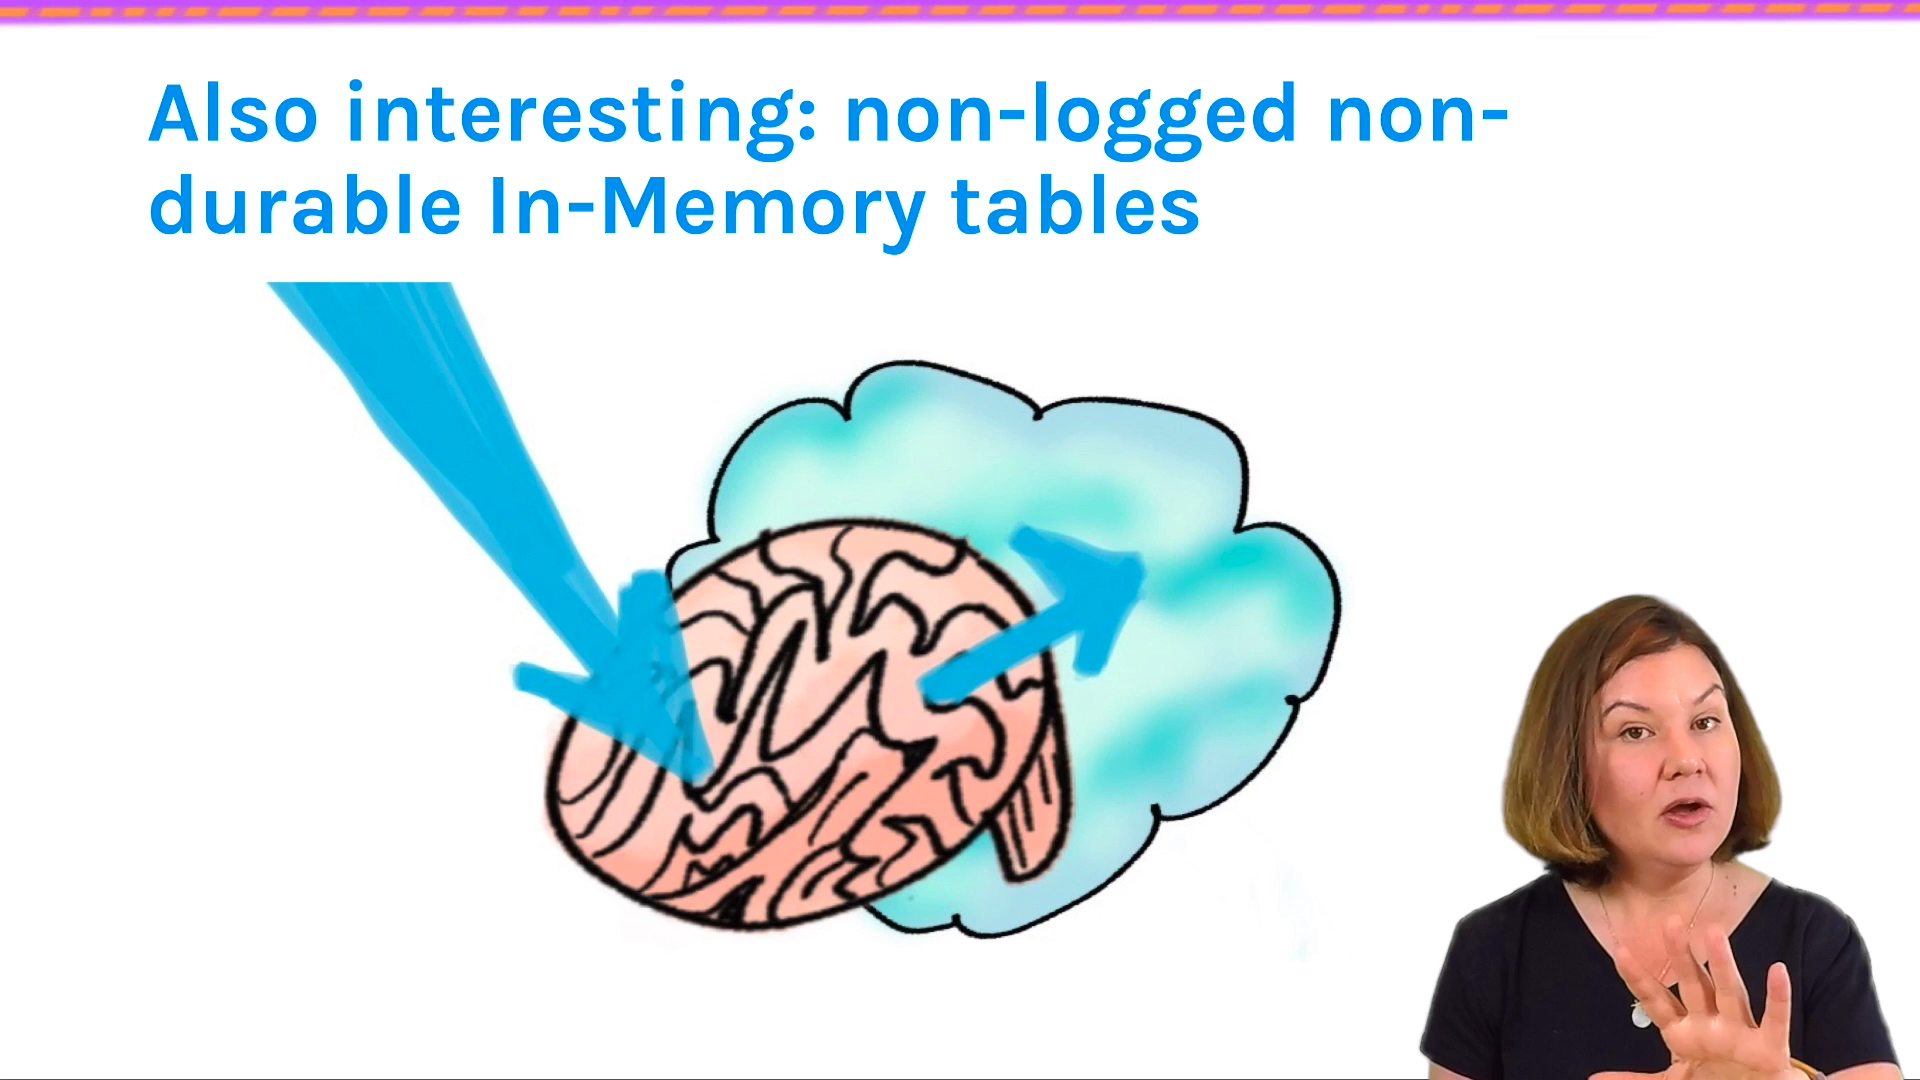 Also interesting: non-logged non-
durable In-Memory tables